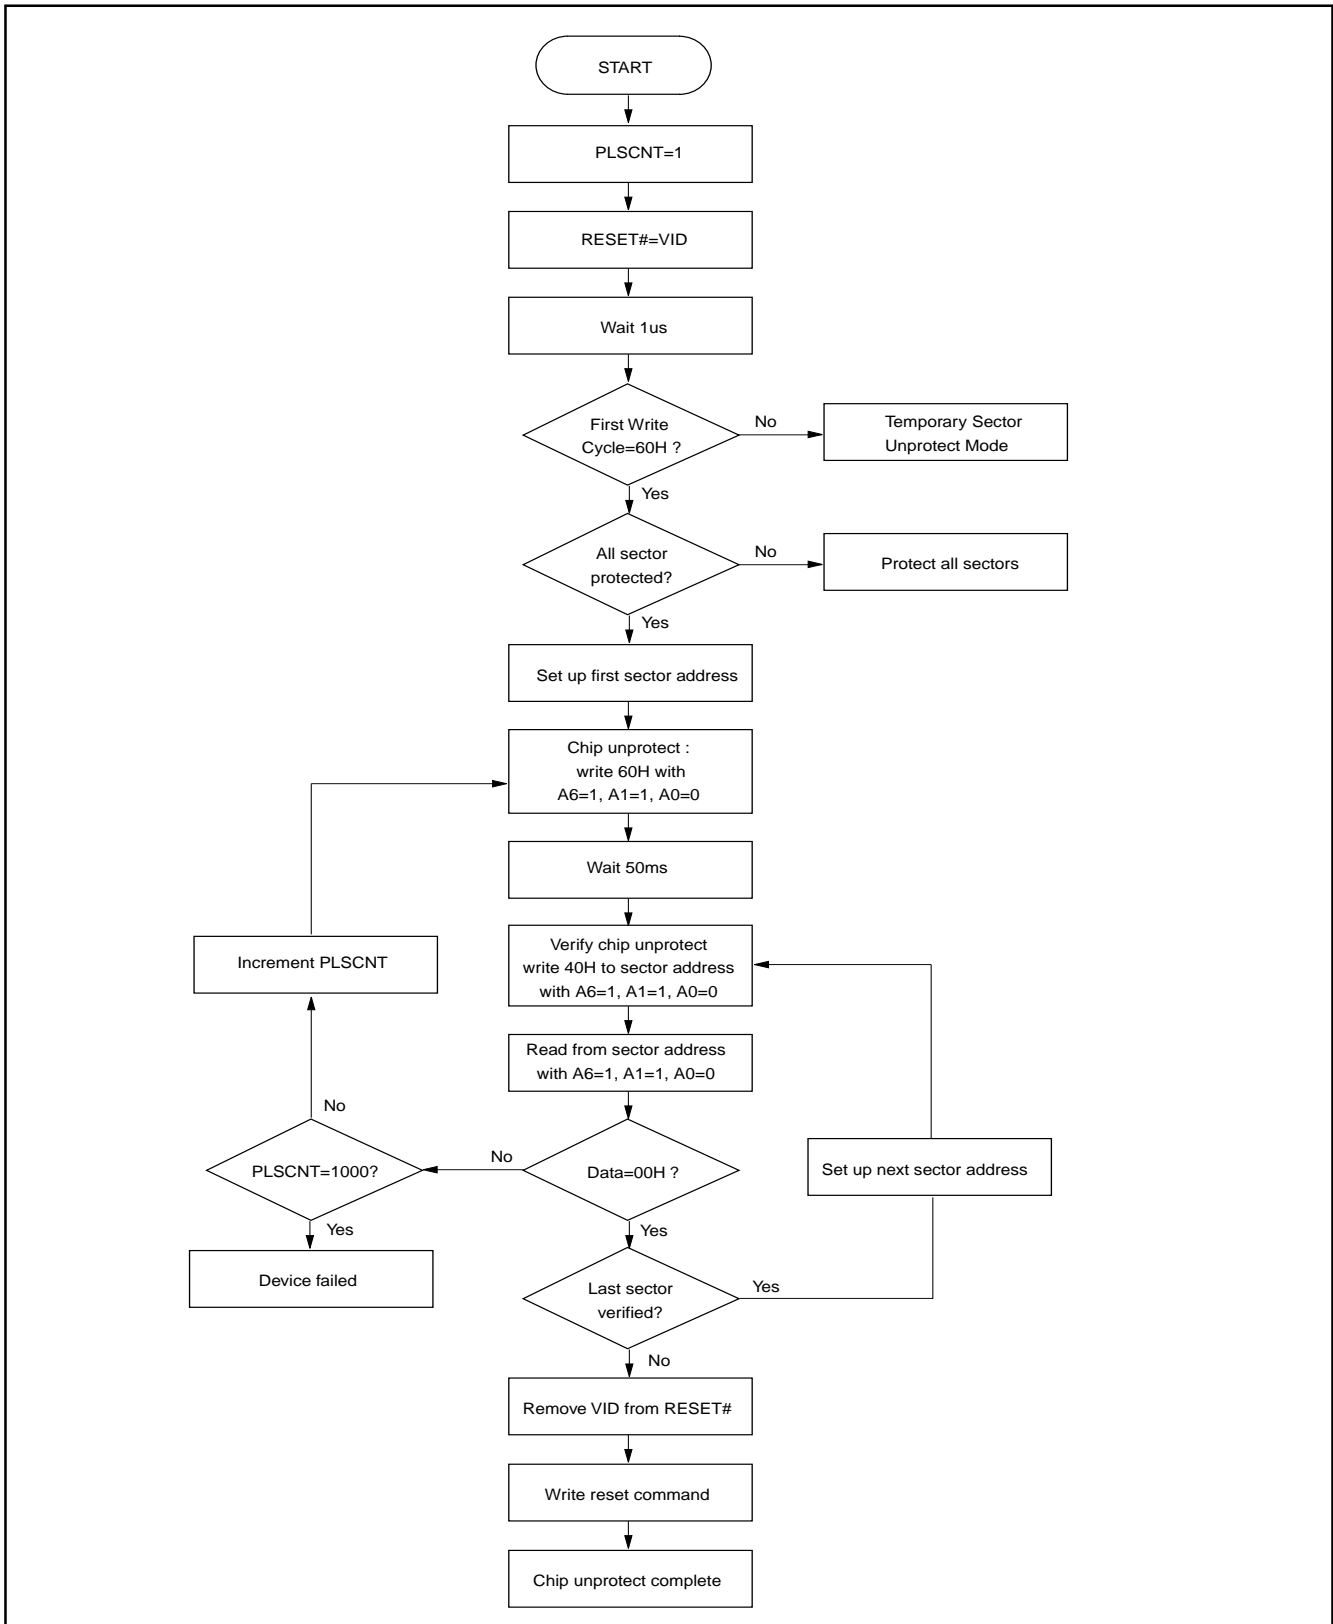 START
PLSCNT=1
RESET#=VID
Wait 1us
First Write
Cycle=60H ?
No
Temporary Sector
Unprotect Mode
Yes
All sector
protected?
No
Protect all sectors
Yes
Set up first sector address
Chip unprotect :
write 60H with
A6=1, A1=1, A0=0
Wait 50ms
Increment PLSCNT
Verify chip unprotect
write 40H to sector address
with A6=1, A1=1, A0=0
Read from sector address
with A6=1, A1=1, A0=0
No
PLSCNT=1000?
No
Data=00H ?
Set up next sector address
Yes
Yes
Device failed
Last sector
verified?
Yes
No
Remove VID from RESET#
Write reset command
Chip unprotect complete